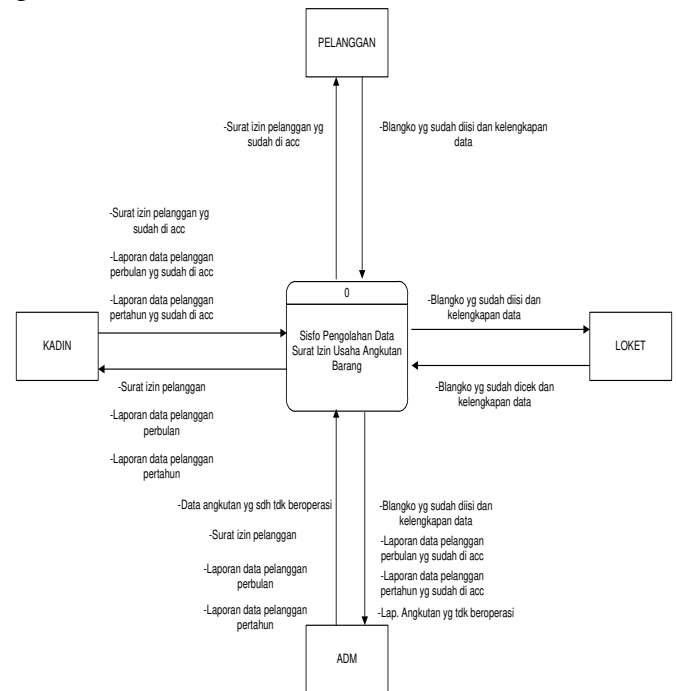 PELANGGAN
-Surat izin pelanggan yg
sudah di acc
-Blangko yg sudah diisi dan kelengkapan
data
-Surat izin pelanggan yg
sudah di acc
-Laporan data pelanggan
perbulan yg sudah di acc
-Laporan data pelanggan
pertahun yg sudah di acc
KADIN
-Surat izin pelanggan
-Laporan data pelanggan
perbulan
-Laporan data pelanggan
pertahun
0
Sisfo Pengolahan Data
Surat Izin Usaha Angkutan
Barang
-Blangko yg sudah diisi dan
kelengkapan data
LOKET
-Blangko yg sudah dicek dan
kelengkapan data
-Data angkutan yg sdh tdk beroperasi
-Surat izin pelanggan
-Laporan data pelanggan
perbulan
-Laporan data pelanggan
pertahun
-Blangko yg sudah diisi dan
kelengkapan data
-Laporan data pelanggan
perbulan yg sudah di acc
-Laporan data pelanggan
pertahun yg sudah di acc
-Lap. Angkutan yg tdk beroperasi
ADM